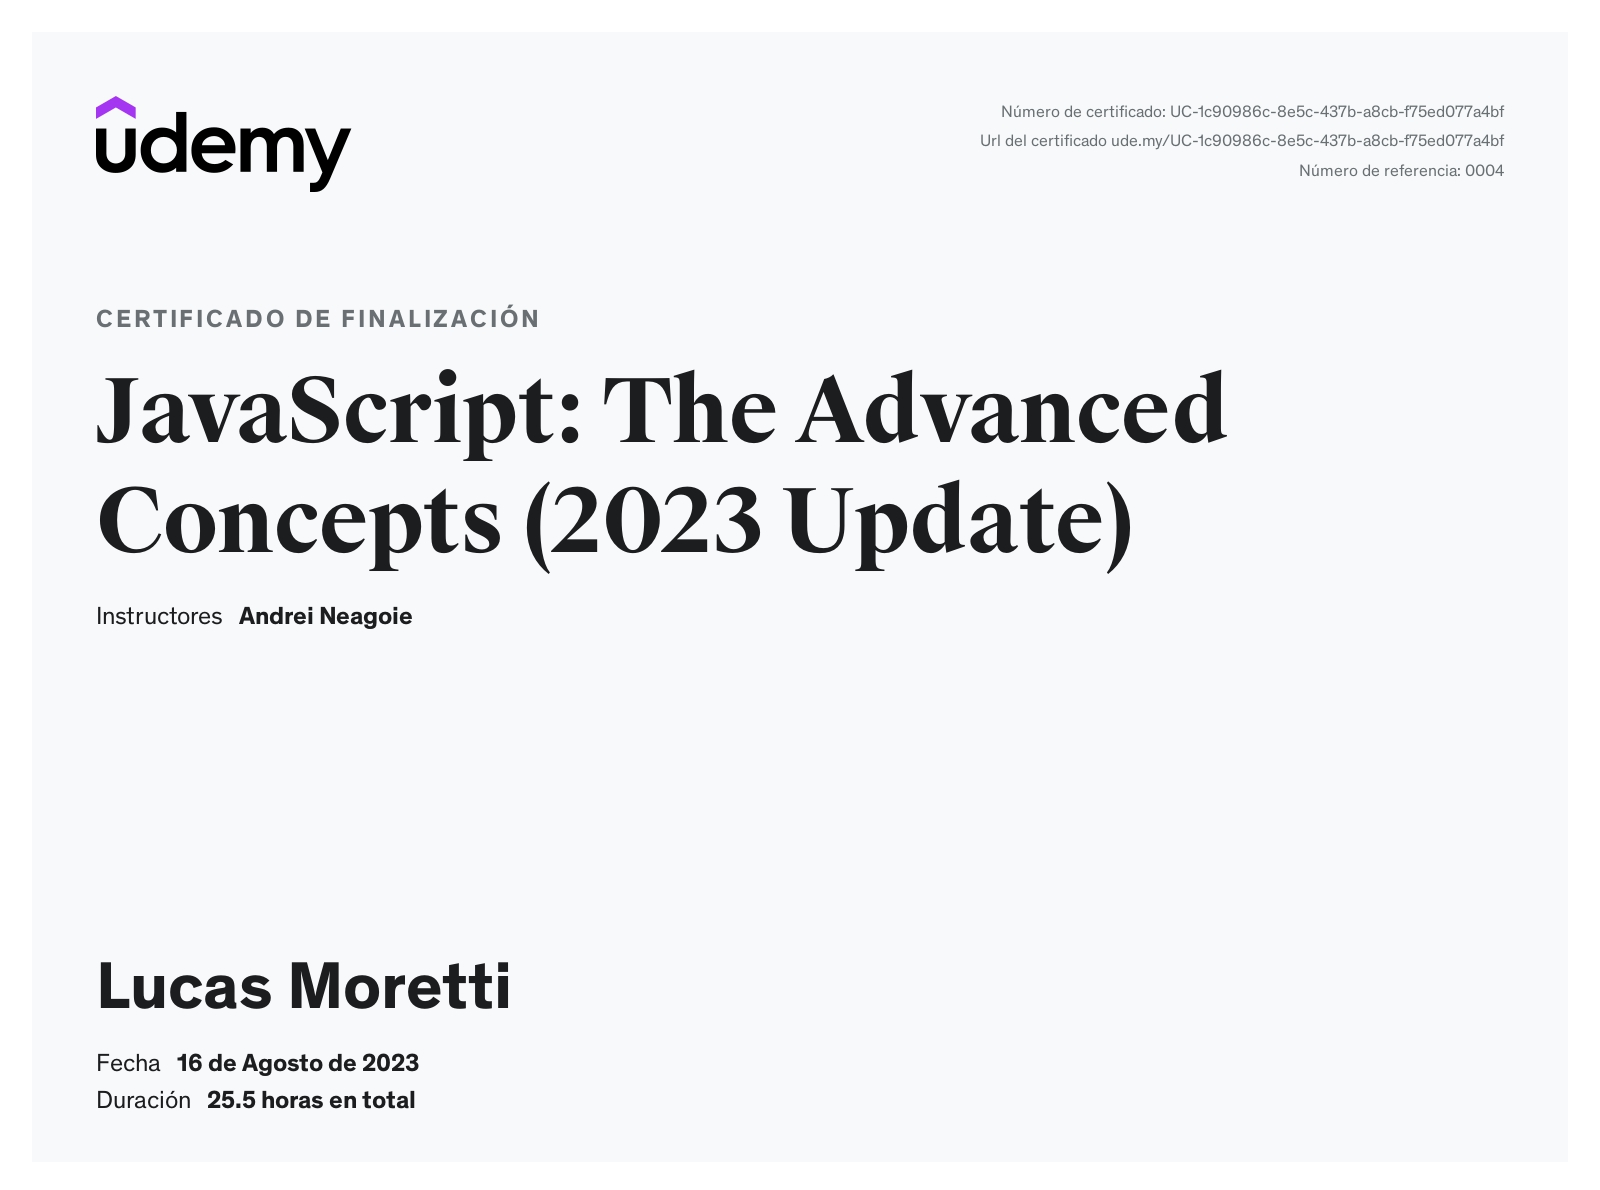 udemy
Número de certificado: UC-1c90986c-8e5c-437b-a8cb-f75ed077a4bf
Url del certificado ude.my/UC-1c90986c-8e5c-437b-a8cb-f75ed077a4bf
Número de referencia: 0004
CERTIFICADO DE FINALIZACIÓN
JavaScript: The Advanced
Concepts (2023 Update)
Instructores Andrei Neagoie
Lucas Moretti
Fecha 16 de Agosto de 2023
Duración 25.5 horas en total